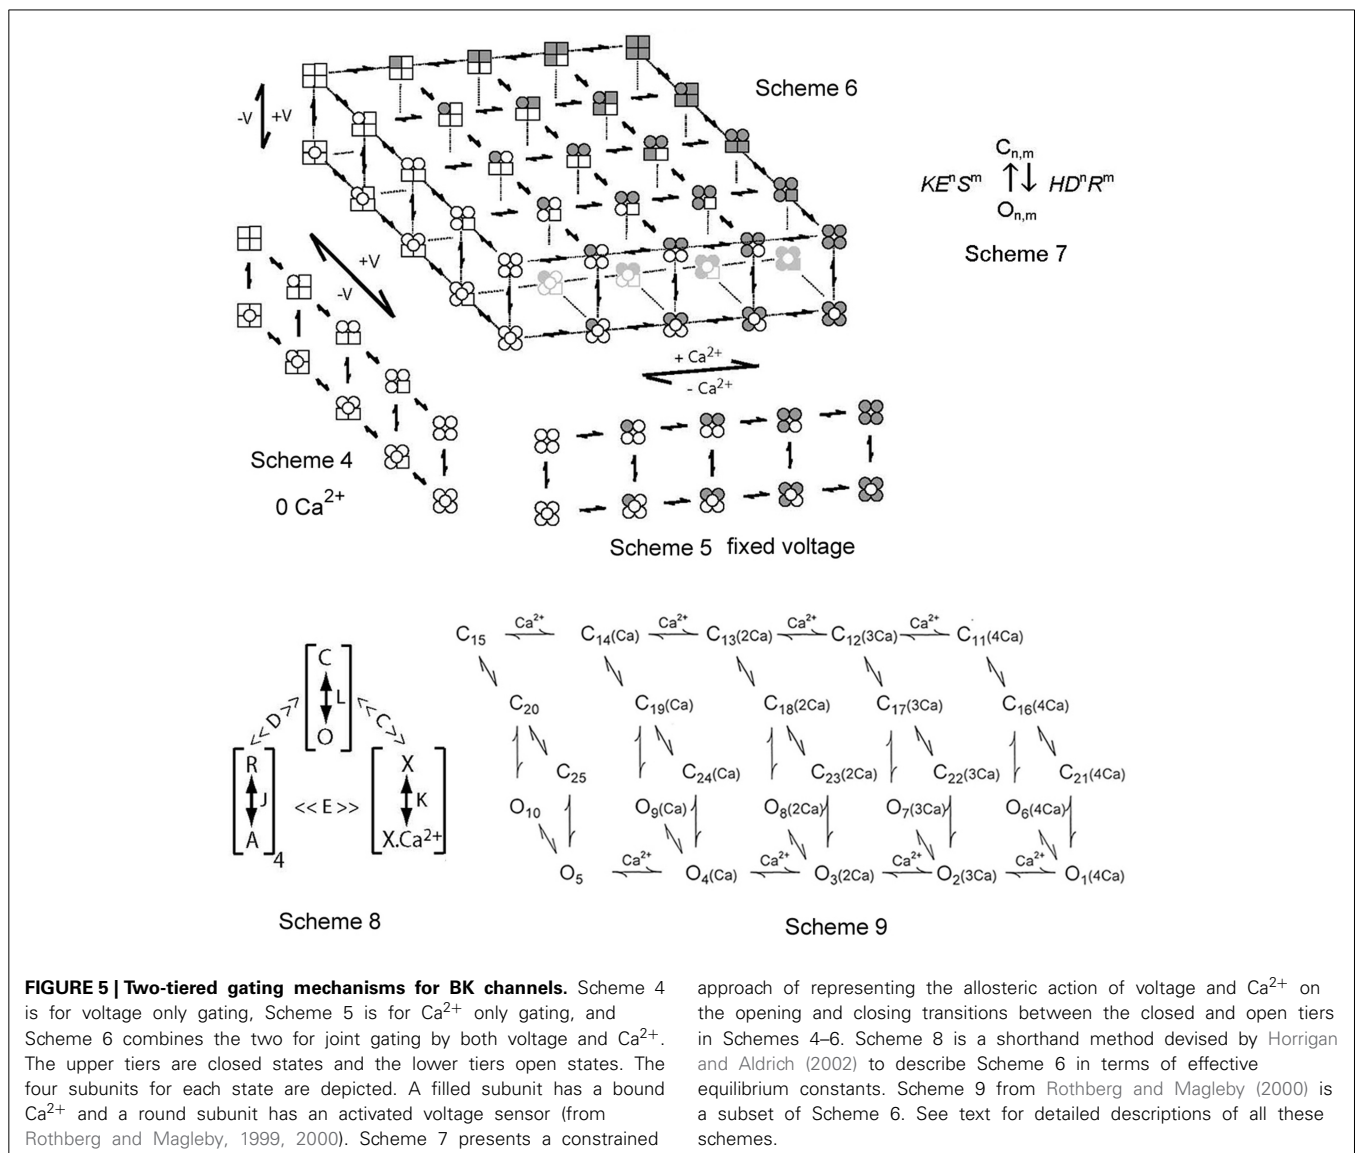 Scheme 6
-V +V
C_{n,m}
KE^nS^m HD^nR^m
O_{n,m}
Scheme 7
+V
-V
+ Ca²⁺
- Ca²⁺
Scheme 4
0 Ca²⁺
Scheme 5 fixed voltage
C
L
O
<<D>> <<C>>
R
J
A
4
<<E>>
X
K
X.Ca²⁺
Scheme 8
C₁₅ Ca²⁺ C₁₄(Ca) Ca²⁺ C₁₃(2Ca) Ca²⁺ C₁₂(3Ca) Ca²⁺ C₁₁(4Ca)
C₂₀ C₁₉(Ca) C₁₈(2Ca) C₁₇(3Ca) C₁₆(4Ca)
C₂₅ C₂₄(Ca) C₂₃(2Ca) C₂₂(3Ca) C₂₁(4Ca)
O₁₀ O₉(Ca) O₈(2Ca) O₇(3Ca) O₆(4Ca)
O₅ Ca²⁺ O₄(Ca) Ca²⁺ O₃(2Ca) Ca²⁺ O₂(3Ca) Ca²⁺ O₁(4Ca)
Scheme 9
FIGURE 5 | Two-tiered gating mechanisms for BK channels. Scheme 4
is for voltage only gating, Scheme 5 is for Ca²⁺ only gating, and
Scheme 6 combines the two for joint gating by both voltage and Ca²⁺.
The upper tiers are closed states and the lower tiers open states. The
four subunits for each state are depicted. A filled subunit has a bound
Ca²⁺ and a round subunit has an activated voltage sensor (from
Rothberg and Magleby, 1999, 2000). Scheme 7 presents a constrained
approach of representing the allosteric action of voltage and Ca²⁺ on
the opening and closing transitions between the closed and open tiers
in Schemes 4–6. Scheme 8 is a shorthand method devised by Horrigan
and Aldrich (2002) to describe Scheme 6 in terms of effective
equilibrium constants. Scheme 9 from Rothberg and Magleby (2000) is
a subset of Scheme 6. See text for detailed descriptions of all these
schemes.